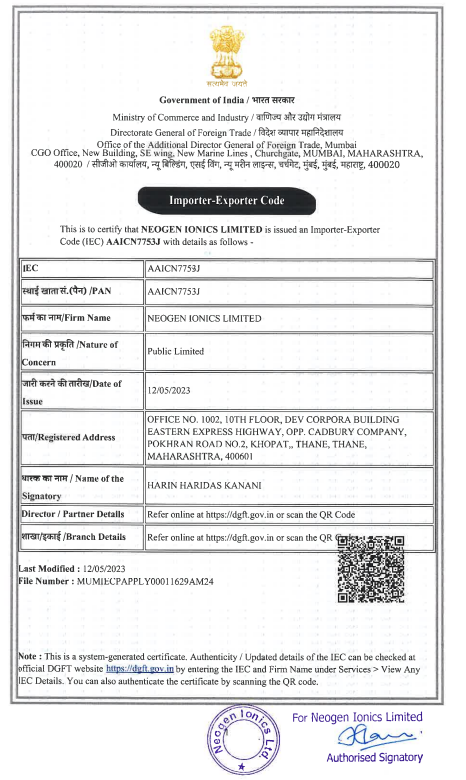 सत्यमेव जयते
Government of India / भारत सरकार
Ministry of Commerce and Industry / वाणिज्य और उद्योग मंत्रालय
Directorate General of Foreign Trade / विदेश व्यापार महानिदेशालय
Office of the Additional Director General of Foreign Trade, Mumbai
CGO Office, New Building, SE wing, New Marine Lines , Churchgate, MUMBAI, MAHARASHTRA,
400020 / सीजीओ कार्यालय, न्यू बिल्डिंग, एसई विंग, न्यू मरीन लाइन्स, चर्चगेट, मुंबई, मुंबई, महाराष्ट्र, 400020
Importer-Exporter Code
This is to certify that NEOGEN IONICS LIMITED is issued an Importer-Exporter
Code (IEC) AAICN7753J with details as follows -
IEC AAICN7753J
स्थाई खाता सं.(पैन) /PAN AAICN7753J
फर्म का नाम/Firm Name NEOGEN IONICS LIMITED
निगम की प्रकृति /Nature of
Concern
Public Limited
जारी करने की तारीख/Date of
Issue
12/05/2023
पता/Registered Address
OFFICE NO. 1002, 10TH FLOOR, DEV CORPORA BUILDING
EASTERN EXPRESS HIGHWAY, OPP. CADBURY COMPANY,
POKHRAN ROAD NO.2, KHOPAT,, THANE, THANE,
MAHARASHTRA, 400601
धारक का नाम / Name of the
Signatory
HARIN HARIDAS KANANI
Director / Partner Details Refer online at https://dgft.gov.in or scan the QR Code
शाखा/इकाई /Branch Details Refer online at https://dgft.gov.in or scan the QR
Last Modified : 12/05/2023
File Number : MUMIECPAPPLY00011629AM24
Note : This is a system-generated certificate. Authenticity / Updated details of the IEC can be checked at
official DGFT website https://dgft.gov.in by entering the IEC and Firm Name under Services > View Any
IEC Details. You can also authenticate the certificate by scanning the QR code.
Neogen Ionics Ltd.
For Neogen Ionics Limited
Authorised Signatory